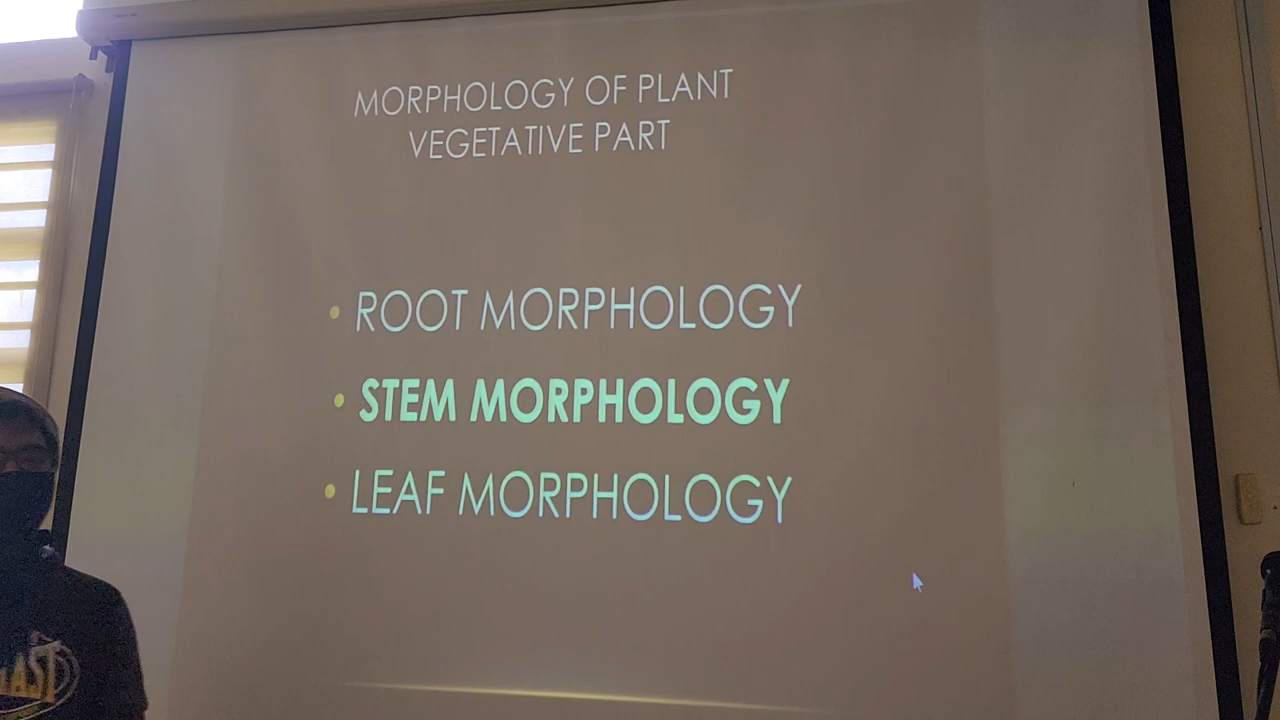 MORPHOLOGY OF PLANT
VEGETATIVE PART
• ROOT MORPHOLOGY
• STEM MORPHOLOGY
• LEAF MORPHOLOGY